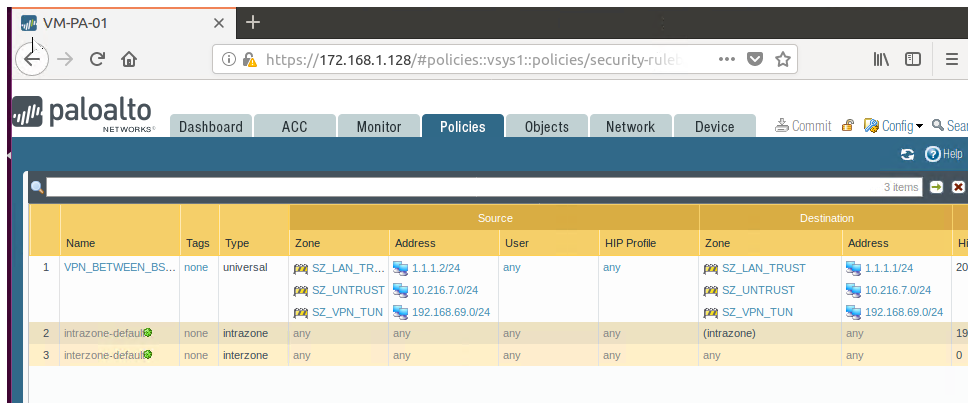 VM-PA-01
https://172.168.1.128/#policies::vsys1::policies/security-rule
paloalto
NETWORKS
Dashboard ACC Monitor Policies Objects Network Device Commit Config Sea
Help
3 items
Source Destination
Name Tags Type Zone Address User HIP Profile Zone Address Hi
1 VPN_BETWEEN_BS... none universal SZ_LAN_TR... 1.1.1.2/24 any any SZ_LAN_TRUST 1.1.1.1/24 20
SZ_UNTRUST 10.216.7.0/24 SZ_UNTRUST 10.216.7.0/24
SZ_VPN_TUN 192.168.69.0/24 SZ_VPN_TUN 192.168.69.0/24
2 intrazone-default none intrazone any any any any (intrazone) any 19
3 interzone-default none interzone any any any any any any 0